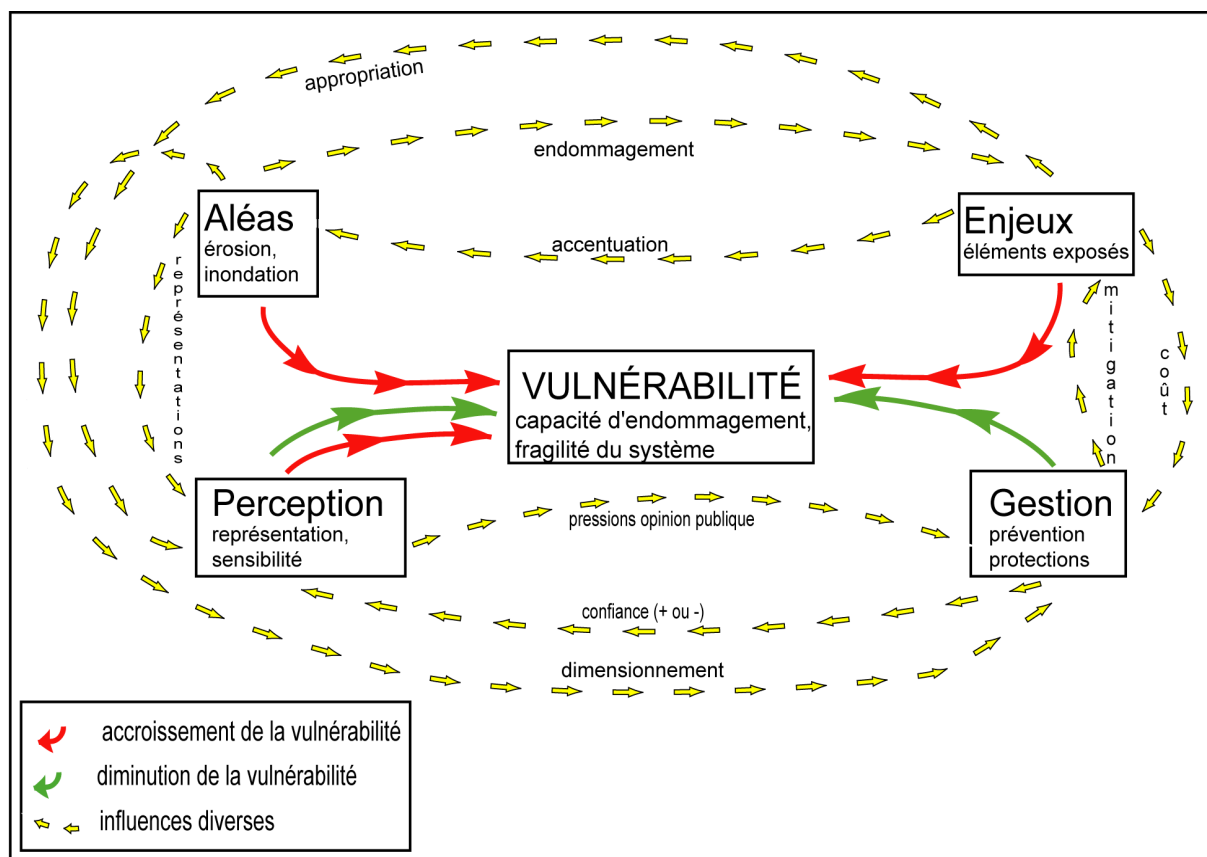 appropriation
endommagement
Aléas
érosion,
inondation
Enjeux
éléments exposés
accentuation
représentations
mitigation
coût
VULNÉRABILITÉ
capacité d'endommagement,
fragilité du système
Perception
représentation,
sensibilité
Gestion
prévention
protections
pressions opinion publique
confiance (+ ou -)
dimensionnement
accroissement de la vulnérabilité
diminution de la vulnérabilité
influences diverses